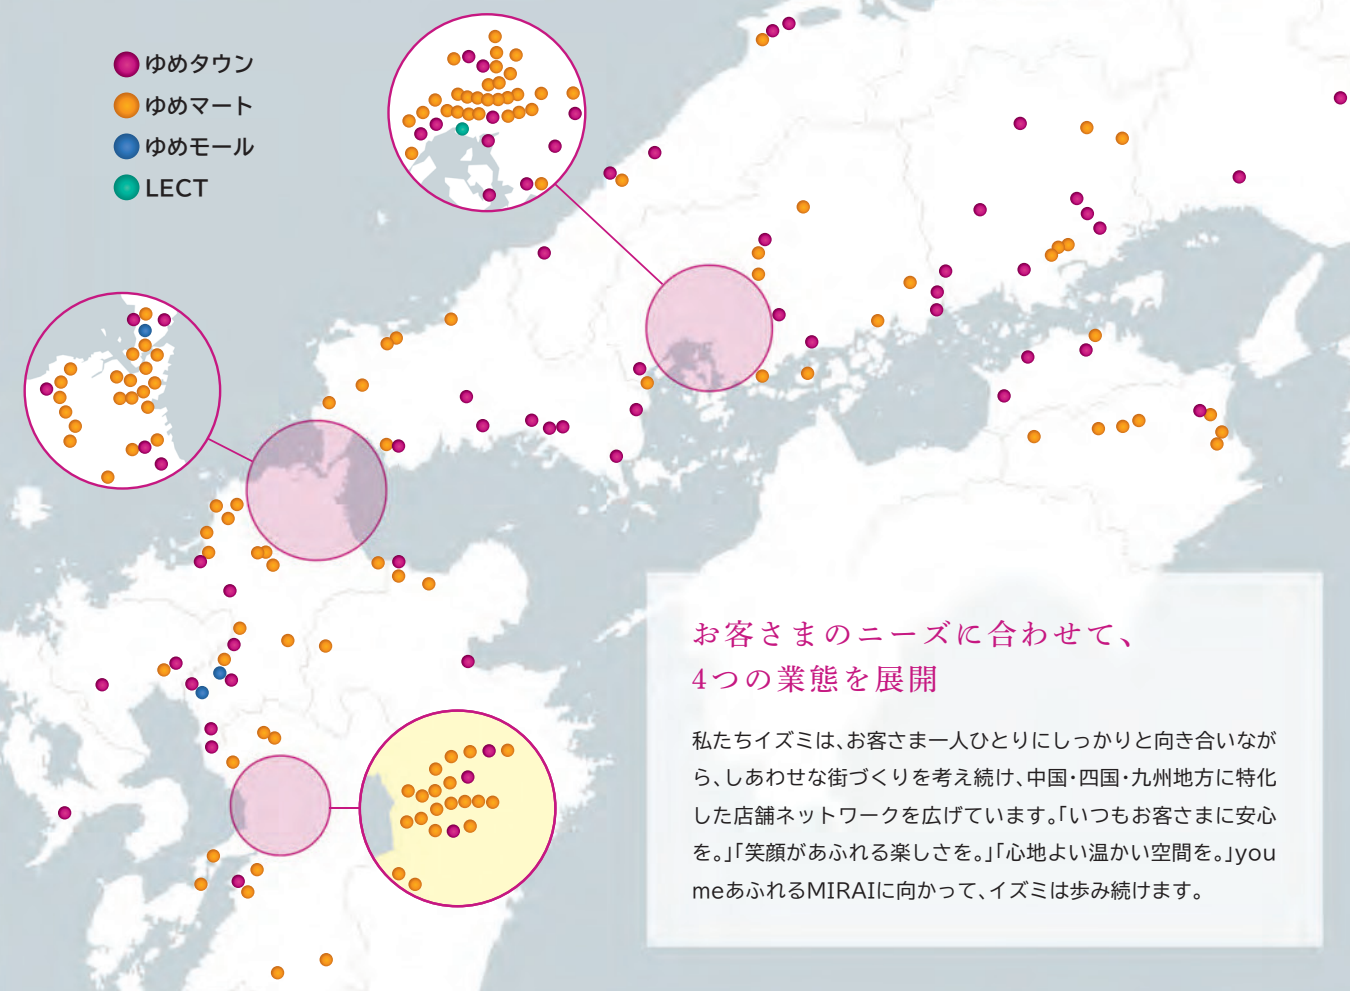 ゆめタウン
ゆめマート
ゆめモール
LECT
お客さまのニーズに合わせて、
4つの業態を展開
私たちイズミは、お客さま一人ひとりにしっかりと向き合いなが
ら、しあわせな街づくりを考え続け、中国・四国・九州地方に特化
した店舗ネットワークを広げています。「いつもお客さまに安心
を。」「笑顔があふれる楽しさを。」「心地よい温かい空間を。」you
meあふれるMIRAIに向かって、イズミは歩み続けます。